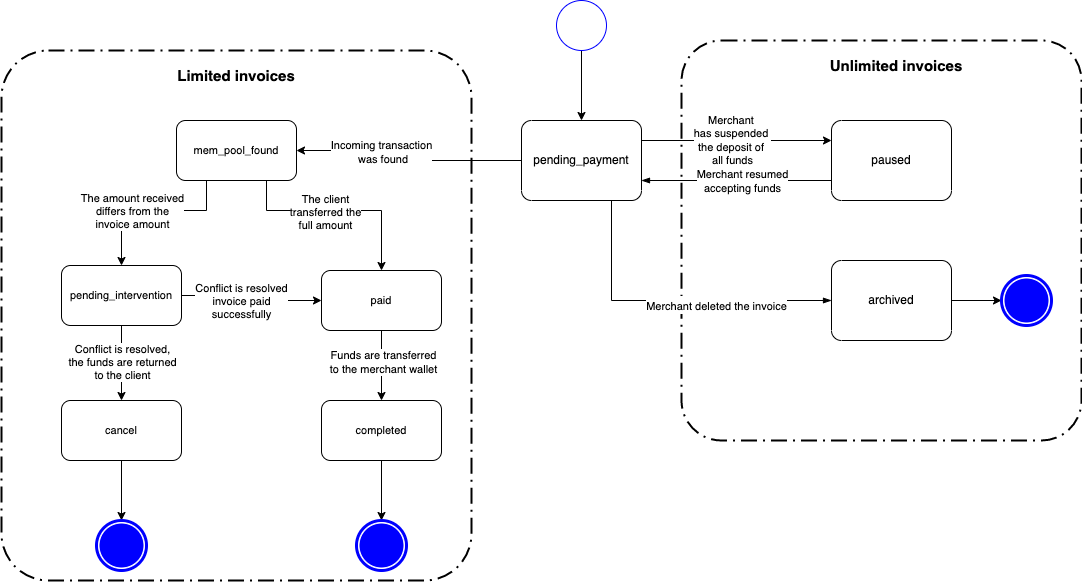 Limited invoices
mem_pool_found
Incoming transaction
was found
The amount received
differs from the
invoice amount
The client
transferred the
full amount
pending_intervention
Conflict is resolved
invoice paid
successfully
paid
Conflict is resolved,
the funds are returned
to the client
Funds are transferred
to the merchant wallet
cancel
completed
pending_payment
Unlimited invoices
Merchant
has suspended
the deposit of
all funds
Merchant resumed
accepting funds
paused
Merchant deleted the invoice
archived